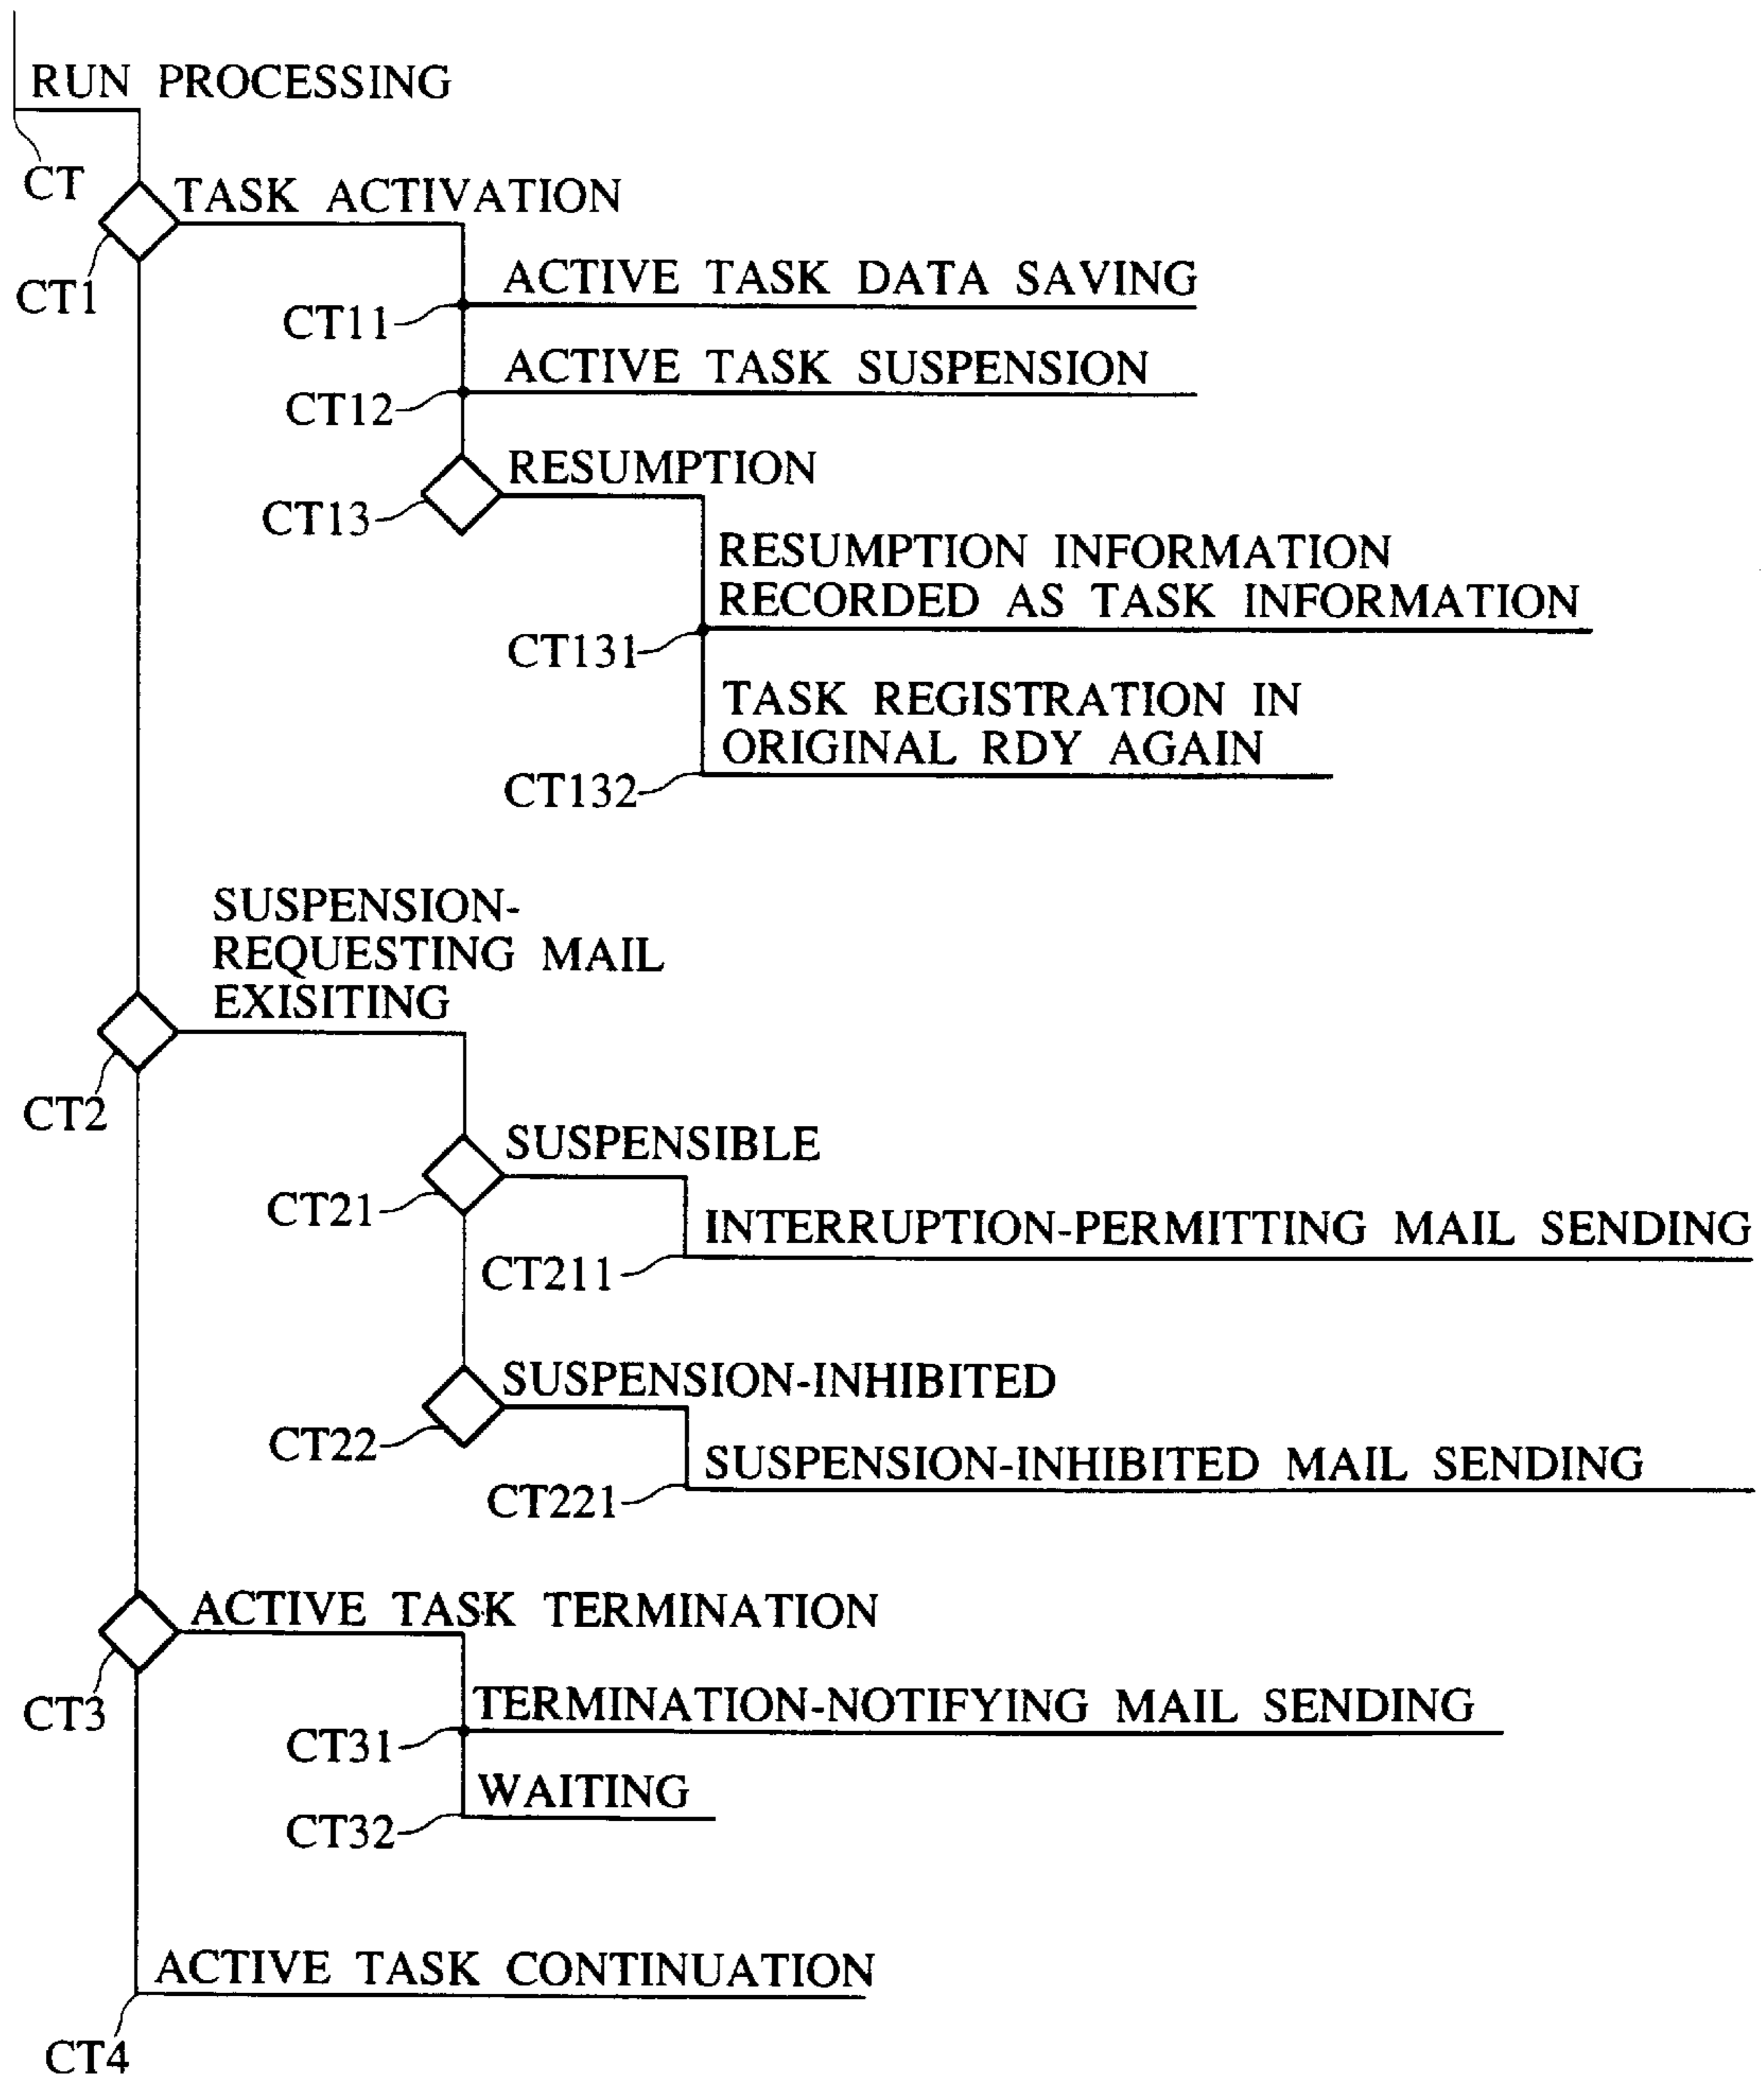 RUN PROCESSING
CT
TASK ACTIVATION
CT1
ACTIVE TASK DATA SAVING
CT11
ACTIVE TASK SUSPENSION
CT12
RESUMPTION
CT13
RESUMPTION INFORMATION
RECORDED AS TASK INFORMATION
CT131
TASK REGISTRATION IN
ORIGINAL RDY AGAIN
CT132
SUSPENSION-
REQUESTING MAIL
EXISITING
CT2
SUSPENSIBLE
CT21
INTERRUPTION-PERMITTING MAIL SENDING
CT211
SUSPENSION-INHIBITED
CT22
SUSPENSION-INHIBITED MAIL SENDING
CT221
ACTIVE TASK TERMINATION
CT3
TERMINATION-NOTIFYING MAIL SENDING
CT31
WAITING
CT32
ACTIVE TASK CONTINUATION
CT4